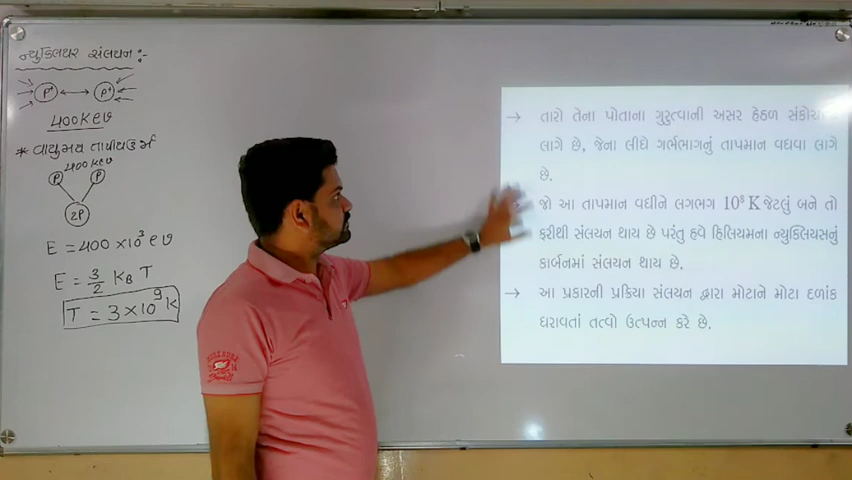 ન્યુક્લિયર સંલયન :-
P⁺ P⁺
400 KeV
* વાયુમય તાપીય ઉર્જા
400 KeV
P P
2P
E = 400 × 10³ eV
E = 3/2 K_B T
T = 3 × 10⁹ K
→ તારો તેના પોતાના ગુરુત્વાની અસર હેઠળ
લાગે છે, જેના લીધે ગર્ભભાગનું તાપમાન વધવા લાગે
છે.
જો આ તાપમાન વધીને લગભગ 10⁸ K જેટલું બને તો
ફરીથી સંલયન થાય છે પરંતુ હવે હિલિયમના ન્યુક્લિયસનું
કાર્બનમાં સંલયન થાય છે.
→ આ પ્રકારની પ્રક્રિયા સંલયન દ્વારા મોટાને મોટા દળાંક
ધરાવતાં તત્વો ઉત્પન્ન કરે છે.